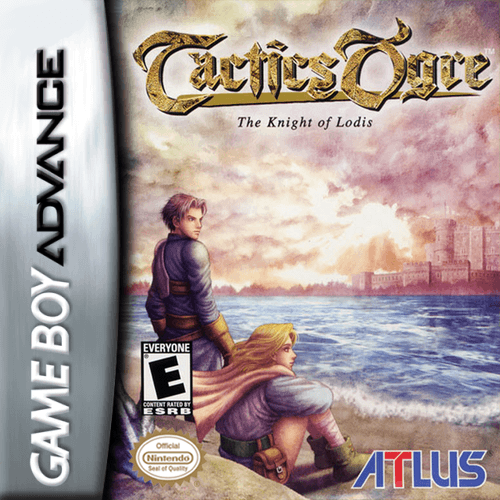 GAME BOY ADVANCE
Tactics Ogre
TM
The Knight of Lodis
EVERYONE
E
CONTENT RATED BY
ESRB
Official
Nintendo
Seal of Quality
ATLUS